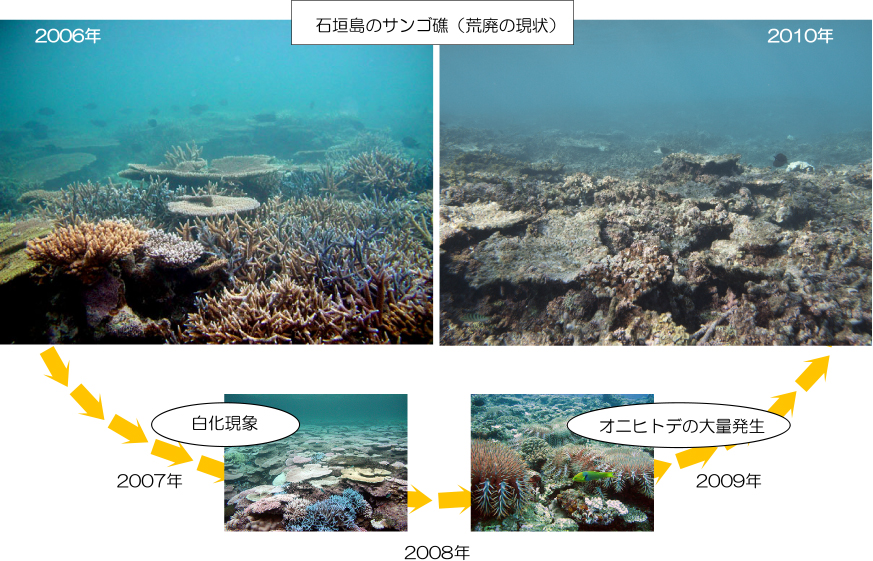 石垣島のサンゴ礁（荒廃の現状）
2006年
2010年
白化現象
オニヒトデの大量発生
2007年
2009年
2008年